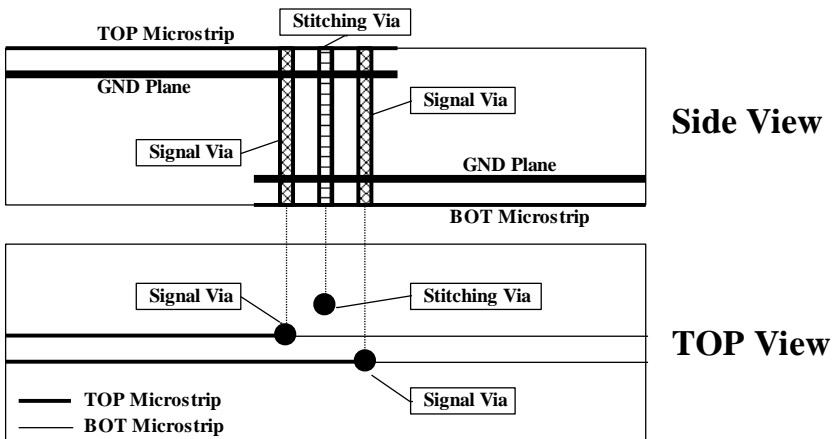 Stitching Via
TOP Microstrip
GND Plane
Signal Via
Signal Via
Side View
GND Plane
BOT Microstrip
Signal Via
Stitching Via
TOP View
Signal Via
TOP Microstrip
BOT Microstrip